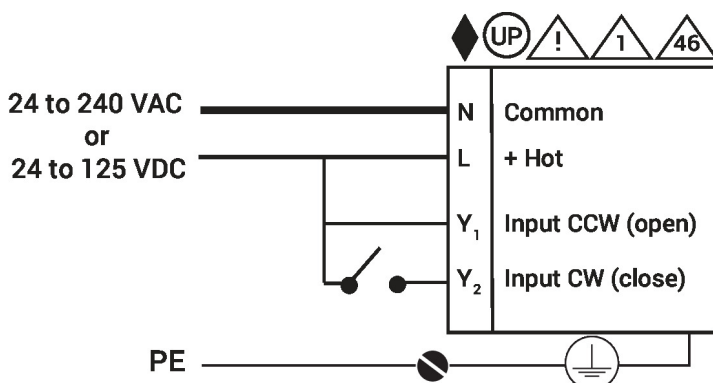 UP ! 1 46
24 to 240 VAC
or
24 to 125 VDC
N Common
L + Hot
Y₁ Input CCW (open)
Y₂ Input CW (close)
PE